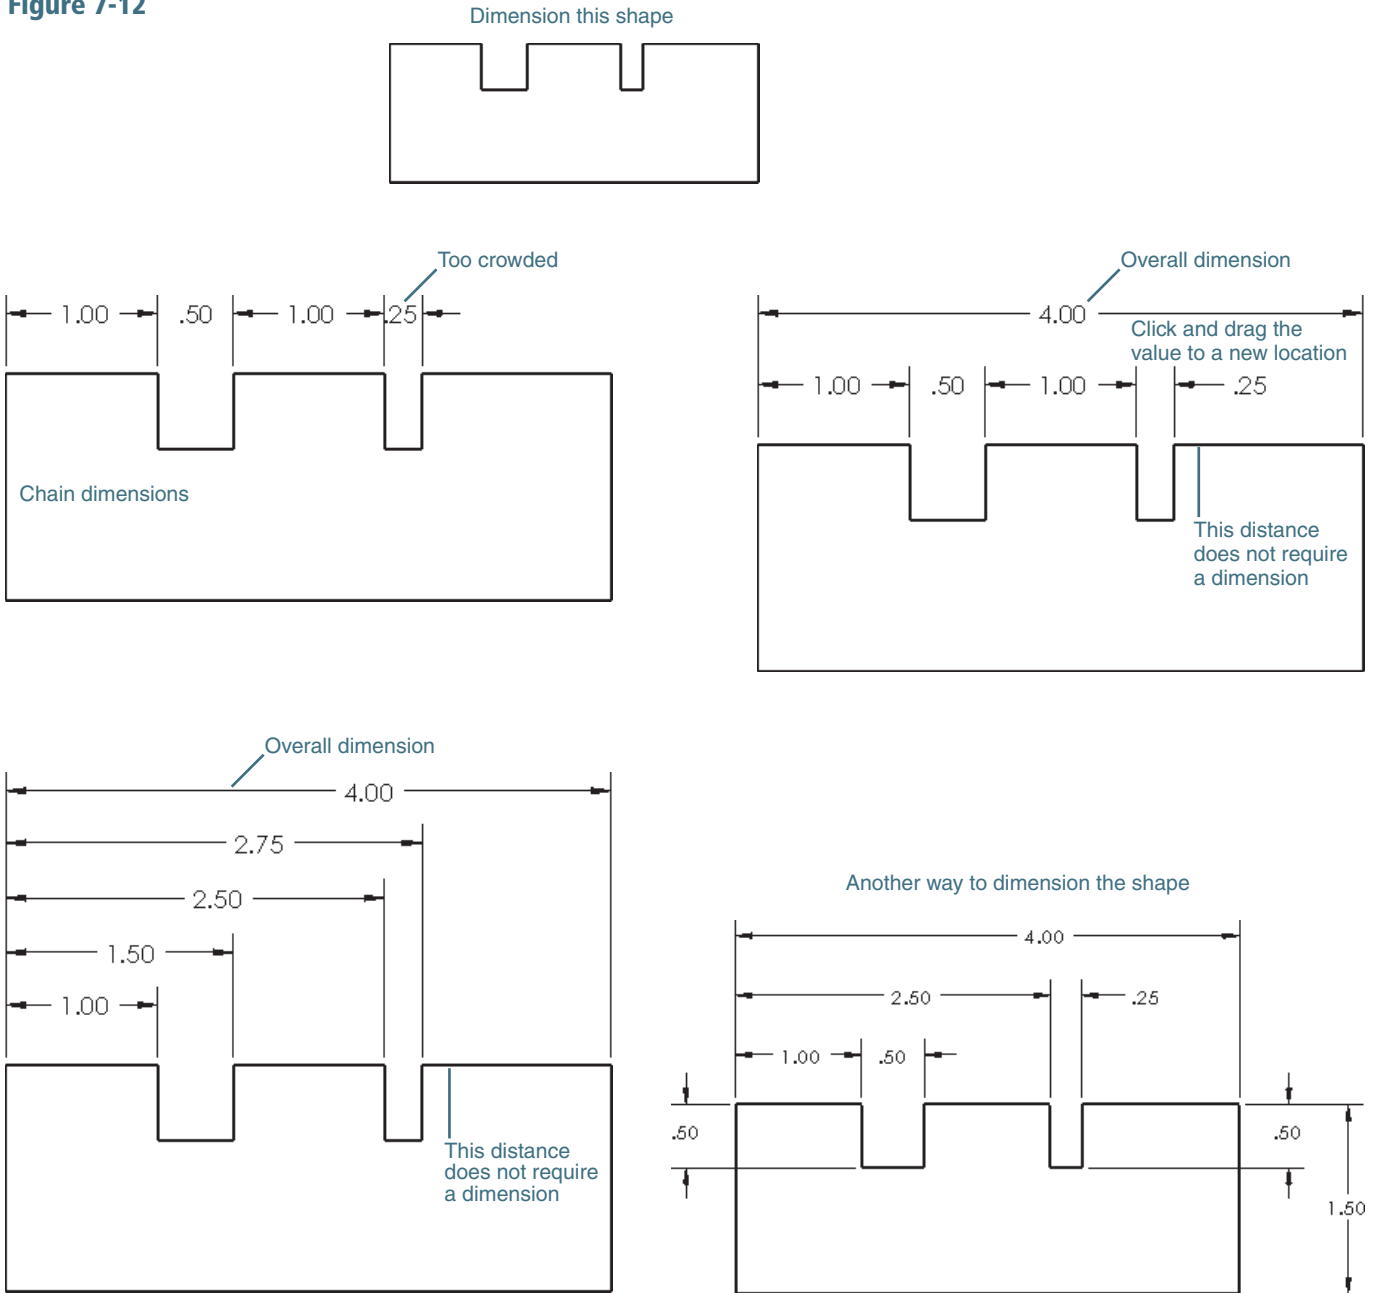 Figure 7-12
Dimension this shape
Too crowded
1.00 .50 1.00 .25
Chain dimensions
Overall dimension
4.00
Click and drag the
value to a new location
1.00 .50 1.00 .25
This distance
does not require
a dimension
Overall dimension
4.00
2.75
2.50
1.50
1.00
This distance
does not require
a dimension
Another way to dimension the shape
4.00
2.50 .25
1.00 .50
.50 .50
1.50